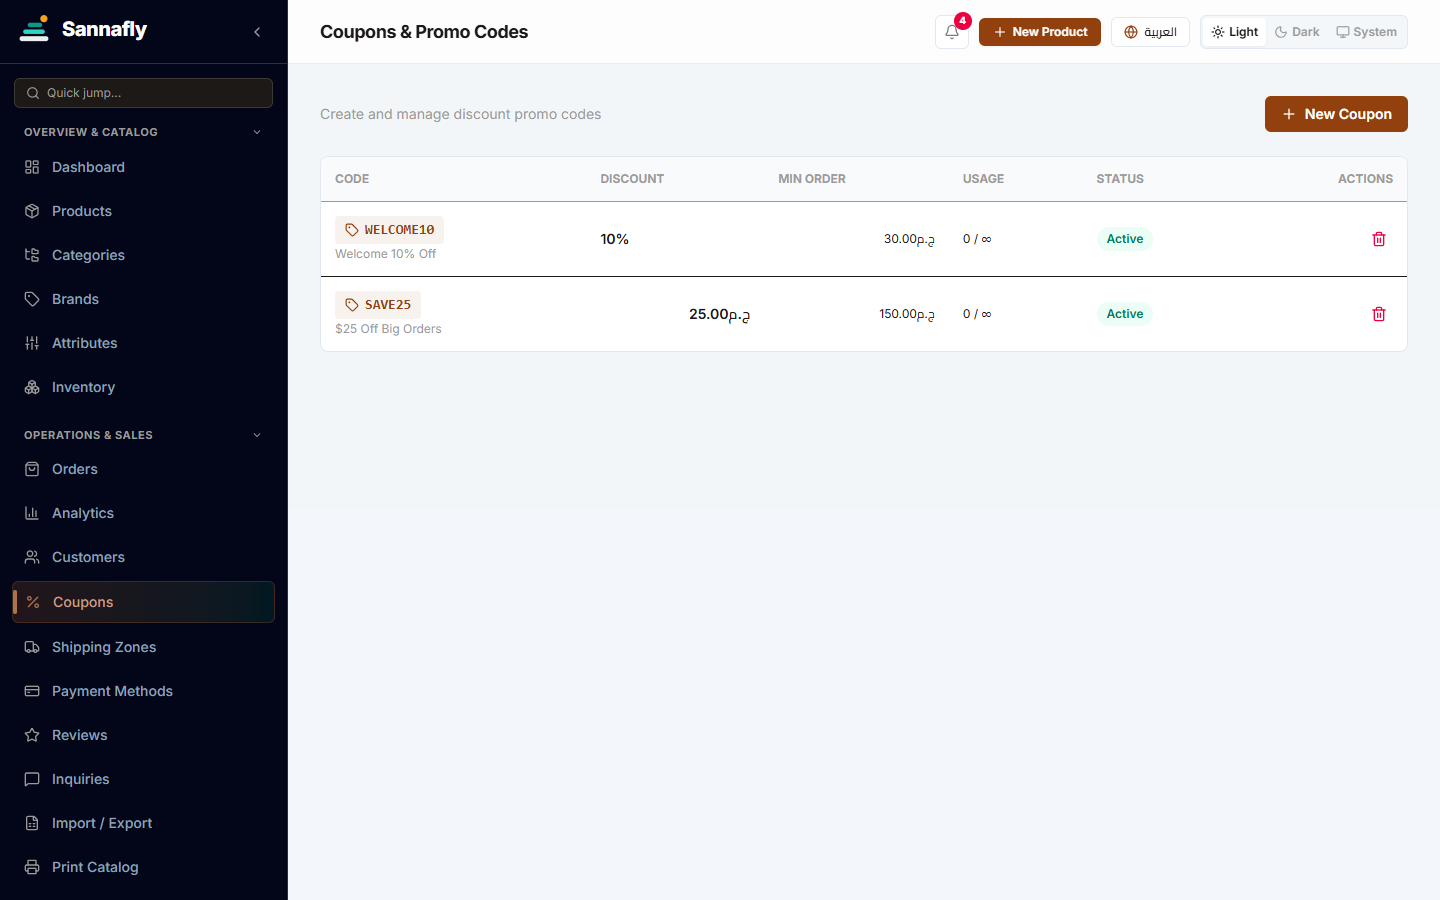 Sannafly
Quick jump...
OVERVIEW & CATALOG
Dashboard
Products
Categories
Brands
Attributes
Inventory
OPERATIONS & SALES
Orders
Analytics
Customers
Coupons
Shipping Zones
Payment Methods
Reviews
Inquiries
Import / Export
Print Catalog
Coupons & Promo Codes
4
New Product
العربية
Light
Dark
System
Create and manage discount promo codes
New Coupon
CODE DISCOUNT MIN ORDER USAGE STATUS ACTIONS
WELCOME10 10% 30.00ج.م 0 / ∞ Active
Welcome 10% Off
SAVE25 25.00ج.م 150.00ج.م 0 / ∞ Active
$25 Off Big Orders